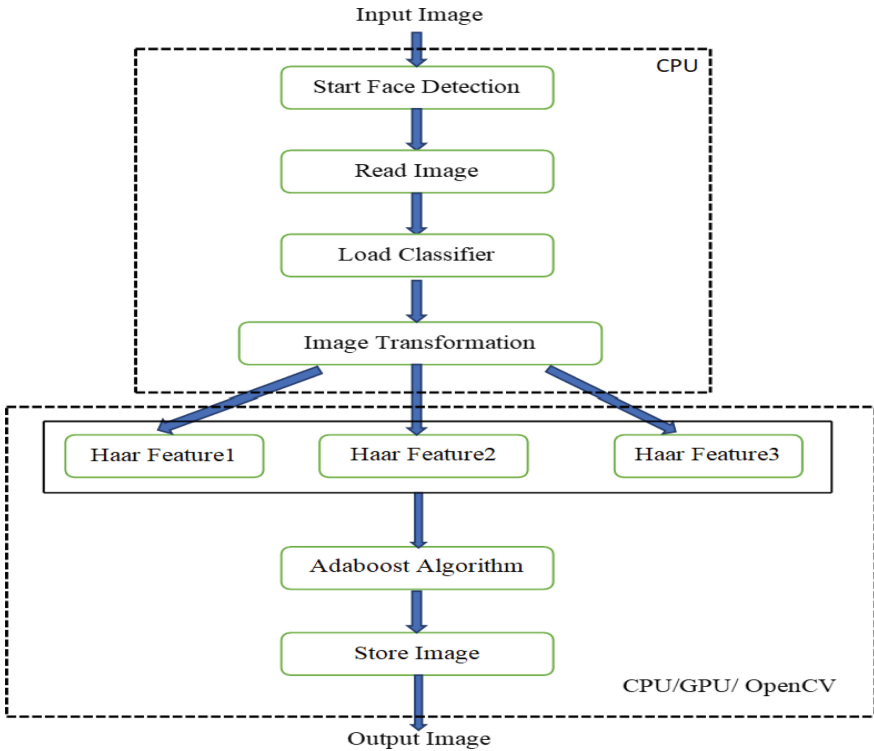 Input Image
CPU
Start Face Detection
Read Image
Load Classifier
Image Transformation
Haar Feature1
Haar Feature2
Haar Feature3
Adaboost Algorithm
Store Image
CPU/GPU/ OpenCV
Output Image